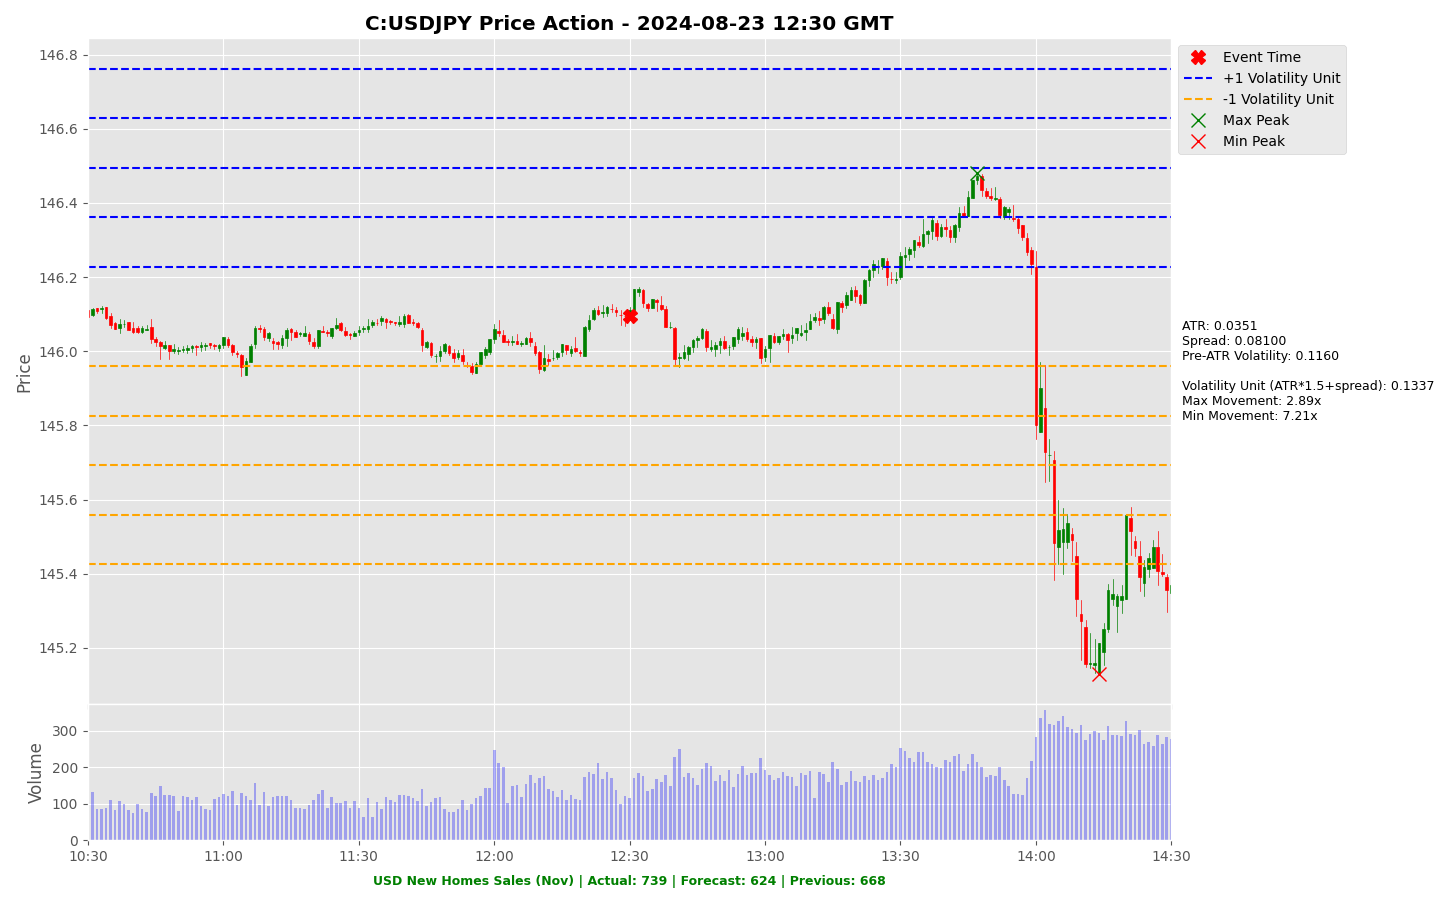 C:USDJPY Price Action - 2024-08-23 12:30 GMT
146.8
146.6
146.4
146.2
146.0
145.8
145.6
145.4
145.2
Price
Event Time
+1 Volatility Unit
-1 Volatility Unit
Max Peak
Min Peak
ATR: 0.0351
Spread: 0.08100
Pre-ATR Volatility: 0.1160
Volatility Unit (ATR*1.5+spread): 0.1337
Max Movement: 2.89x
Min Movement: 7.21x
300
200
100
0
Volume
10:30 11:00 11:30 12:00 12:30 13:00 13:30 14:00 14:30
USD New Homes Sales (Nov) | Actual: 739 | Forecast: 624 | Previous: 668